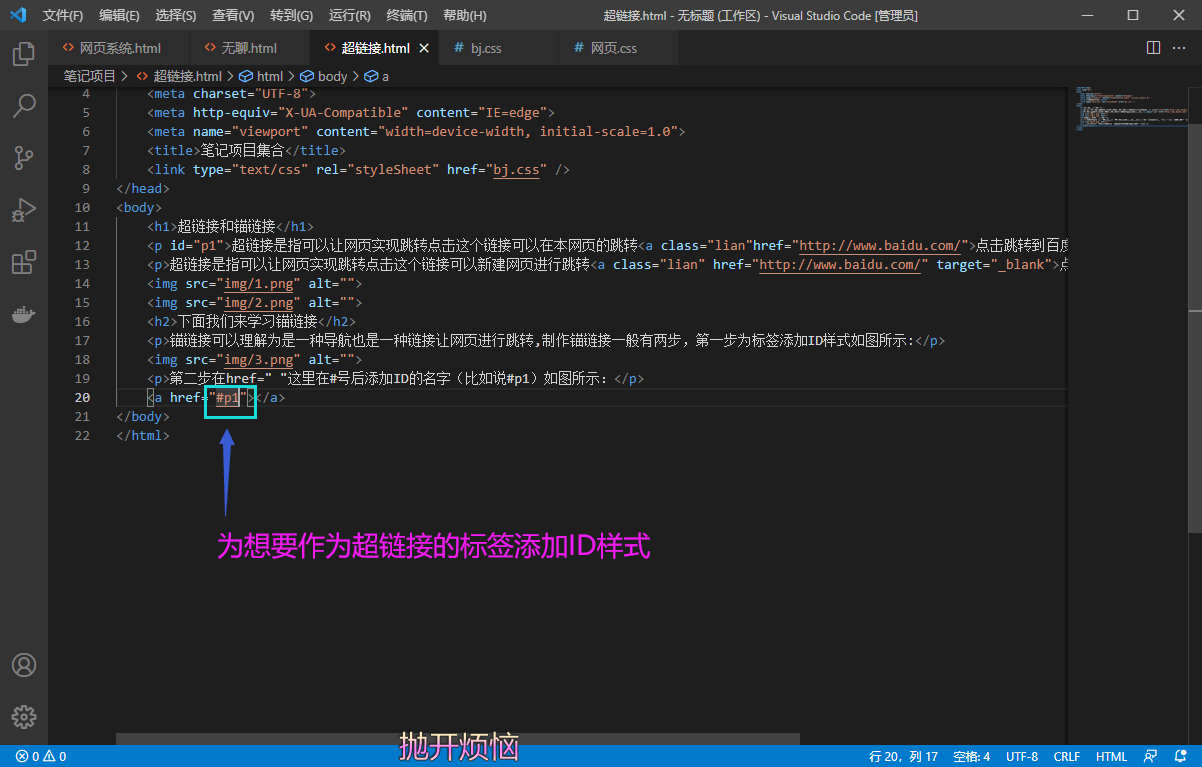 文件(F) 编辑(E) 选择(S) 查看(V) 转到(G) 运行(R) 终端(T) 帮助(H) 超链接.html - 无标题 (工作区) - Visual Studio Code [管理员]
网页系统.html 无聊.html 超链接.html bj.css 网页.css
笔记项目 > 超链接.html > html > body > a
4 <meta charset="UTF-8">
5 <meta http-equiv="X-UA-Compatible" content="IE=edge">
6 <meta name="viewport" content="width=device-width, initial-scale=1.0">
7 <title>笔记项目集合</title>
8 <link type="text/css" rel="styleSheet" href="bj.css" />
9 </head>
10 <body>
11 <h1>超链接和锚链接</h1>
12 <p id="p1">超链接是指可以让网页实现跳转点击这个链接可以在本网页的跳转<a class="lian"href="http://www.baidu.com/">点击跳转到百度
13 <p>超链接是指可以让网页实现跳转点击这个链接可以新建网页进行跳转<a class="lian" href="http://www.baidu.com/" target="_blank">点
14 <img src="img/1.png" alt="">
15 <img src="img/2.png" alt="">
16 <h2>下面我们来学习锚链接</h2>
17 <p>锚链接可以理解为是一种导航也是一种链接让网页进行跳转,制作锚链接一般有两步，第一步为标签添加ID样式如图所示:</p>
18 <img src="img/3.png" alt="">
19 <p>第二步在href=" "这里在#号后添加ID的名字（比如说#p1）如图所示：</p>
20 <a href="#p1"></a>
21 </body>
22 </html>
为想要作为超链接的标签添加ID样式
抛开烦恼
0 0 行 20，列 17 空格: 4 UTF-8 CRLF HTML